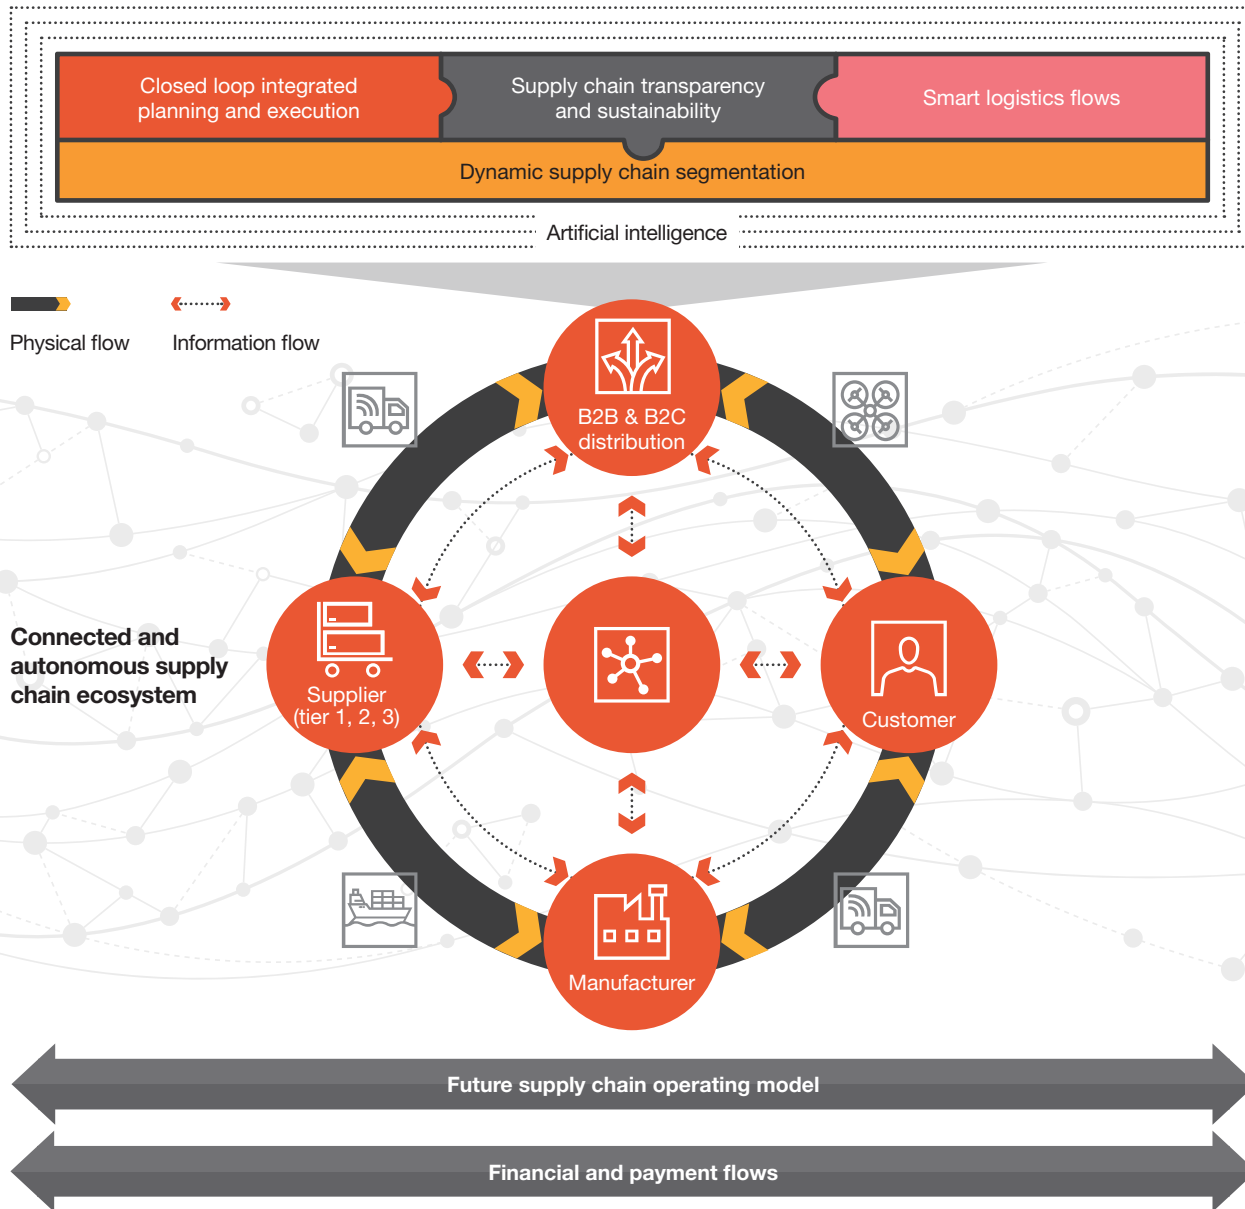 Closed loop integrated
planning and execution
Supply chain transparency
and sustainability
Smart logistics flows
Dynamic supply chain segmentation
Artificial intelligence
Physical flow
Information flow
B2B & B2C
distribution
Connected and
autonomous supply
chain ecosystem
Supplier
(tier 1, 2, 3)
Customer
Manufacturer
Future supply chain operating model
Financial and payment flows